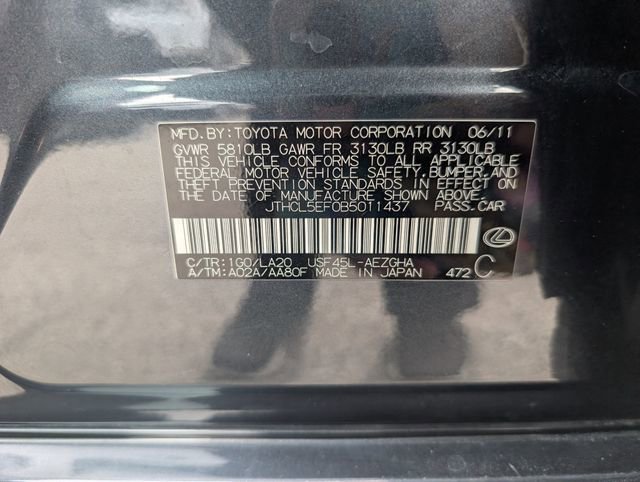 MFD.BY:TOYOTA MOTOR CORPORATION 06/11
GVWR 5810LB GAWR FR 3130LB RR 3130LB
THIS VEHICLE CONFORMS TO ALL APPLICABLE
FEDERAL MOTOR VEHICLE SAFETY,BUMPER,AND
THEFT PREVENTION STANDARDS IN EFFECT ON
THE DATE OF MANUFACTURE SHOWN ABOVE.
JTHCL5EF0B5011437 PASS.CAR
C/TR:1G0/LA20 USF45L-AEZGHA
A/TM:A02A/AA80F MADE IN JAPAN 472 C